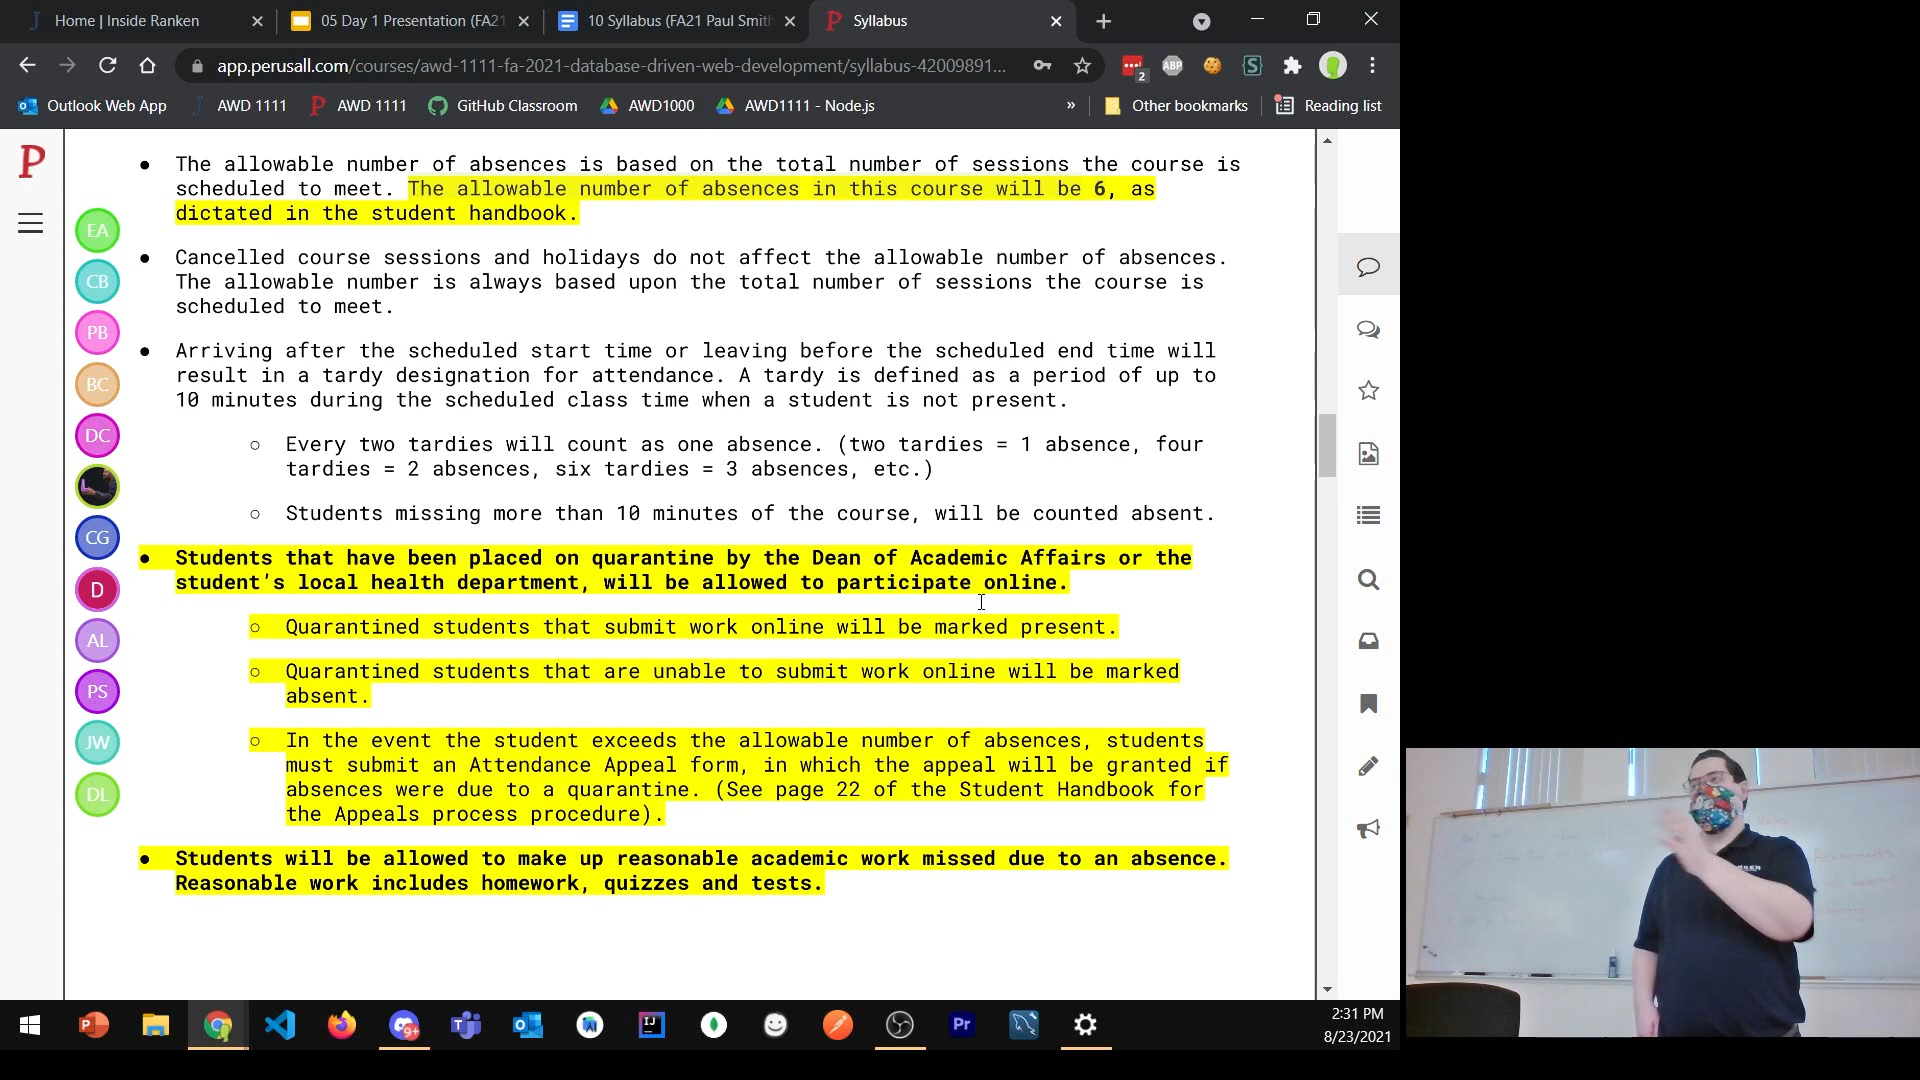 Home | Inside Ranken
05 Day 1 Presentation (FA21
10 Syllabus (FA21 Paul Smith
Syllabus
app.perusall.com/courses/awd-1111-fa-2021-database-driven-web-development/syllabus-42009891...
2
ABP
Outlook Web App
AWD 1111
AWD 1111
GitHub Classroom
AWD1000
AWD1111 - Node.js
»
Other bookmarks
Reading list
● The allowable number of absences is based on the total number of sessions the course is
scheduled to meet. The allowable number of absences in this course will be 6, as
dictated in the student handbook.
● Cancelled course sessions and holidays do not affect the allowable number of absences.
The allowable number is always based upon the total number of sessions the course is
scheduled to meet.
● Arriving after the scheduled start time or leaving before the scheduled end time will
result in a tardy designation for attendance. A tardy is defined as a period of up to
10 minutes during the scheduled class time when a student is not present.
○ Every two tardies will count as one absence. (two tardies = 1 absence, four
tardies = 2 absences, six tardies = 3 absences, etc.)
○ Students missing more than 10 minutes of the course, will be counted absent.
● Students that have been placed on quarantine by the Dean of Academic Affairs or the
student’s local health department, will be allowed to participate online.
○ Quarantined students that submit work online will be marked present.
○ Quarantined students that are unable to submit work online will be marked
absent.
○ In the event the student exceeds the allowable number of absences, students
must submit an Attendance Appeal form, in which the appeal will be granted if
absences were due to a quarantine. (See page 22 of the Student Handbook for
the Appeals process procedure).
● Students will be allowed to make up reasonable academic work missed due to an absence.
Reasonable work includes homework, quizzes and tests.
P
EA
CB
PB
BC
DC
CG
D
AL
PS
JW
DL
9+
IJ
Pr
2:31 PM
8/23/2021